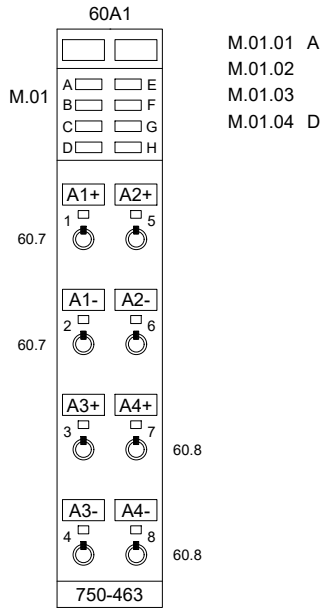 60A1
M.01.01 A
M.01.02
M.01.03
M.01.04 D
M.01
A E
B F
C G
D H
A1+ A2+
1 5
60.7
A1- A2-
2 6
60.7
A3+ A4+
3 7
60.8
A3- A4-
4 8
60.8
750-463